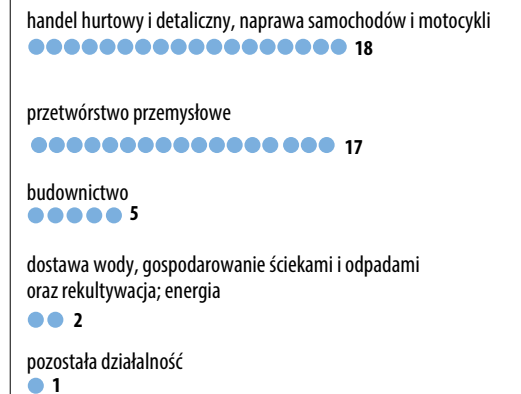 handel hurtowy i detaliczny, naprawa samochodów i motocykli
18
przetwórstwo przemysłowe
17
budownictwo
5
dostawa wody, gospodarowanie ściekami i odpadami
oraz rekultywacja; energia
2
pozostała działalność
1